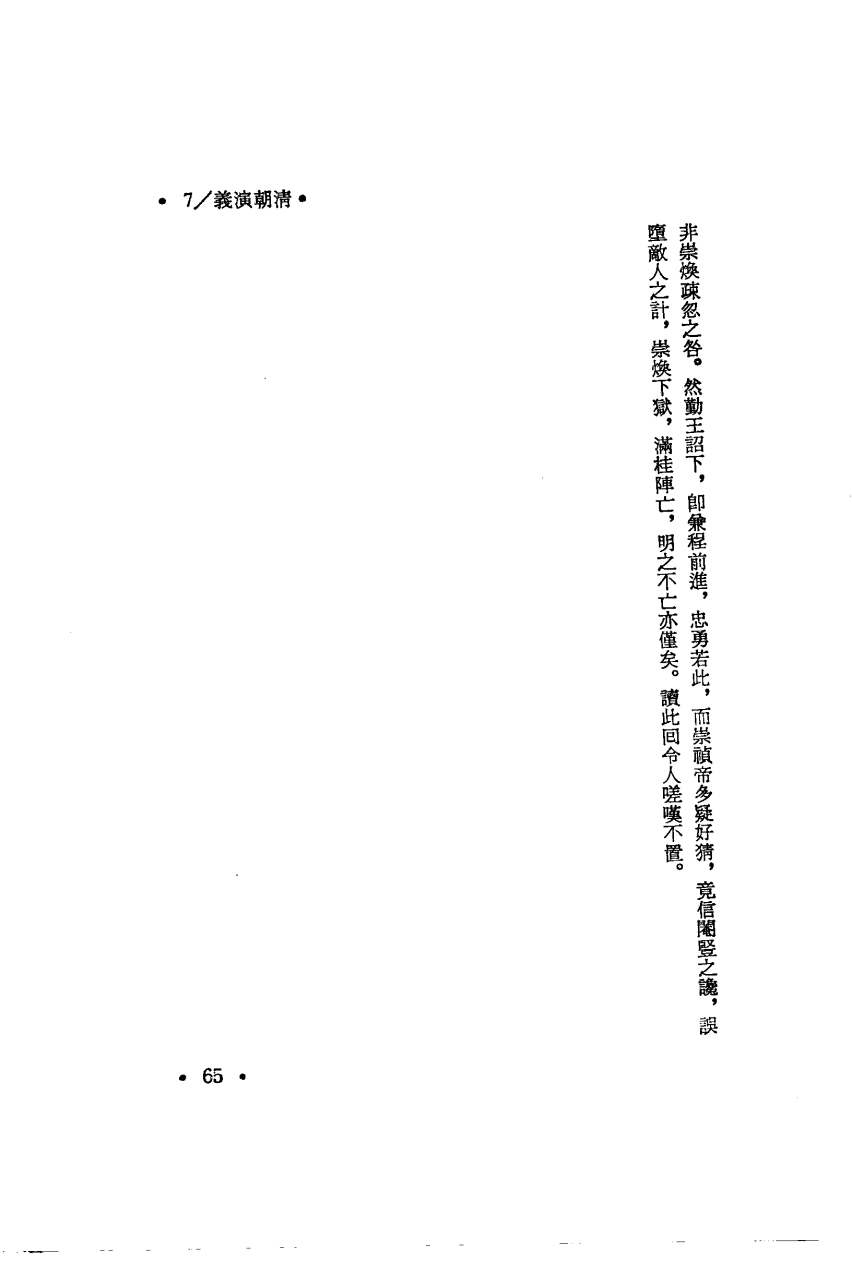 • 7／義演朝清 •
非崇煥疎忽之咎。然勤王詔下，卽兼程前進，忠勇若此，而崇禎帝多疑好猜，竟信閹豎之讒，誤
墮敵人之計，崇煥下獄，滿桂陣亡，明之不亡亦僅矣。讀此回令人嗟嘆不置。
• 65 •